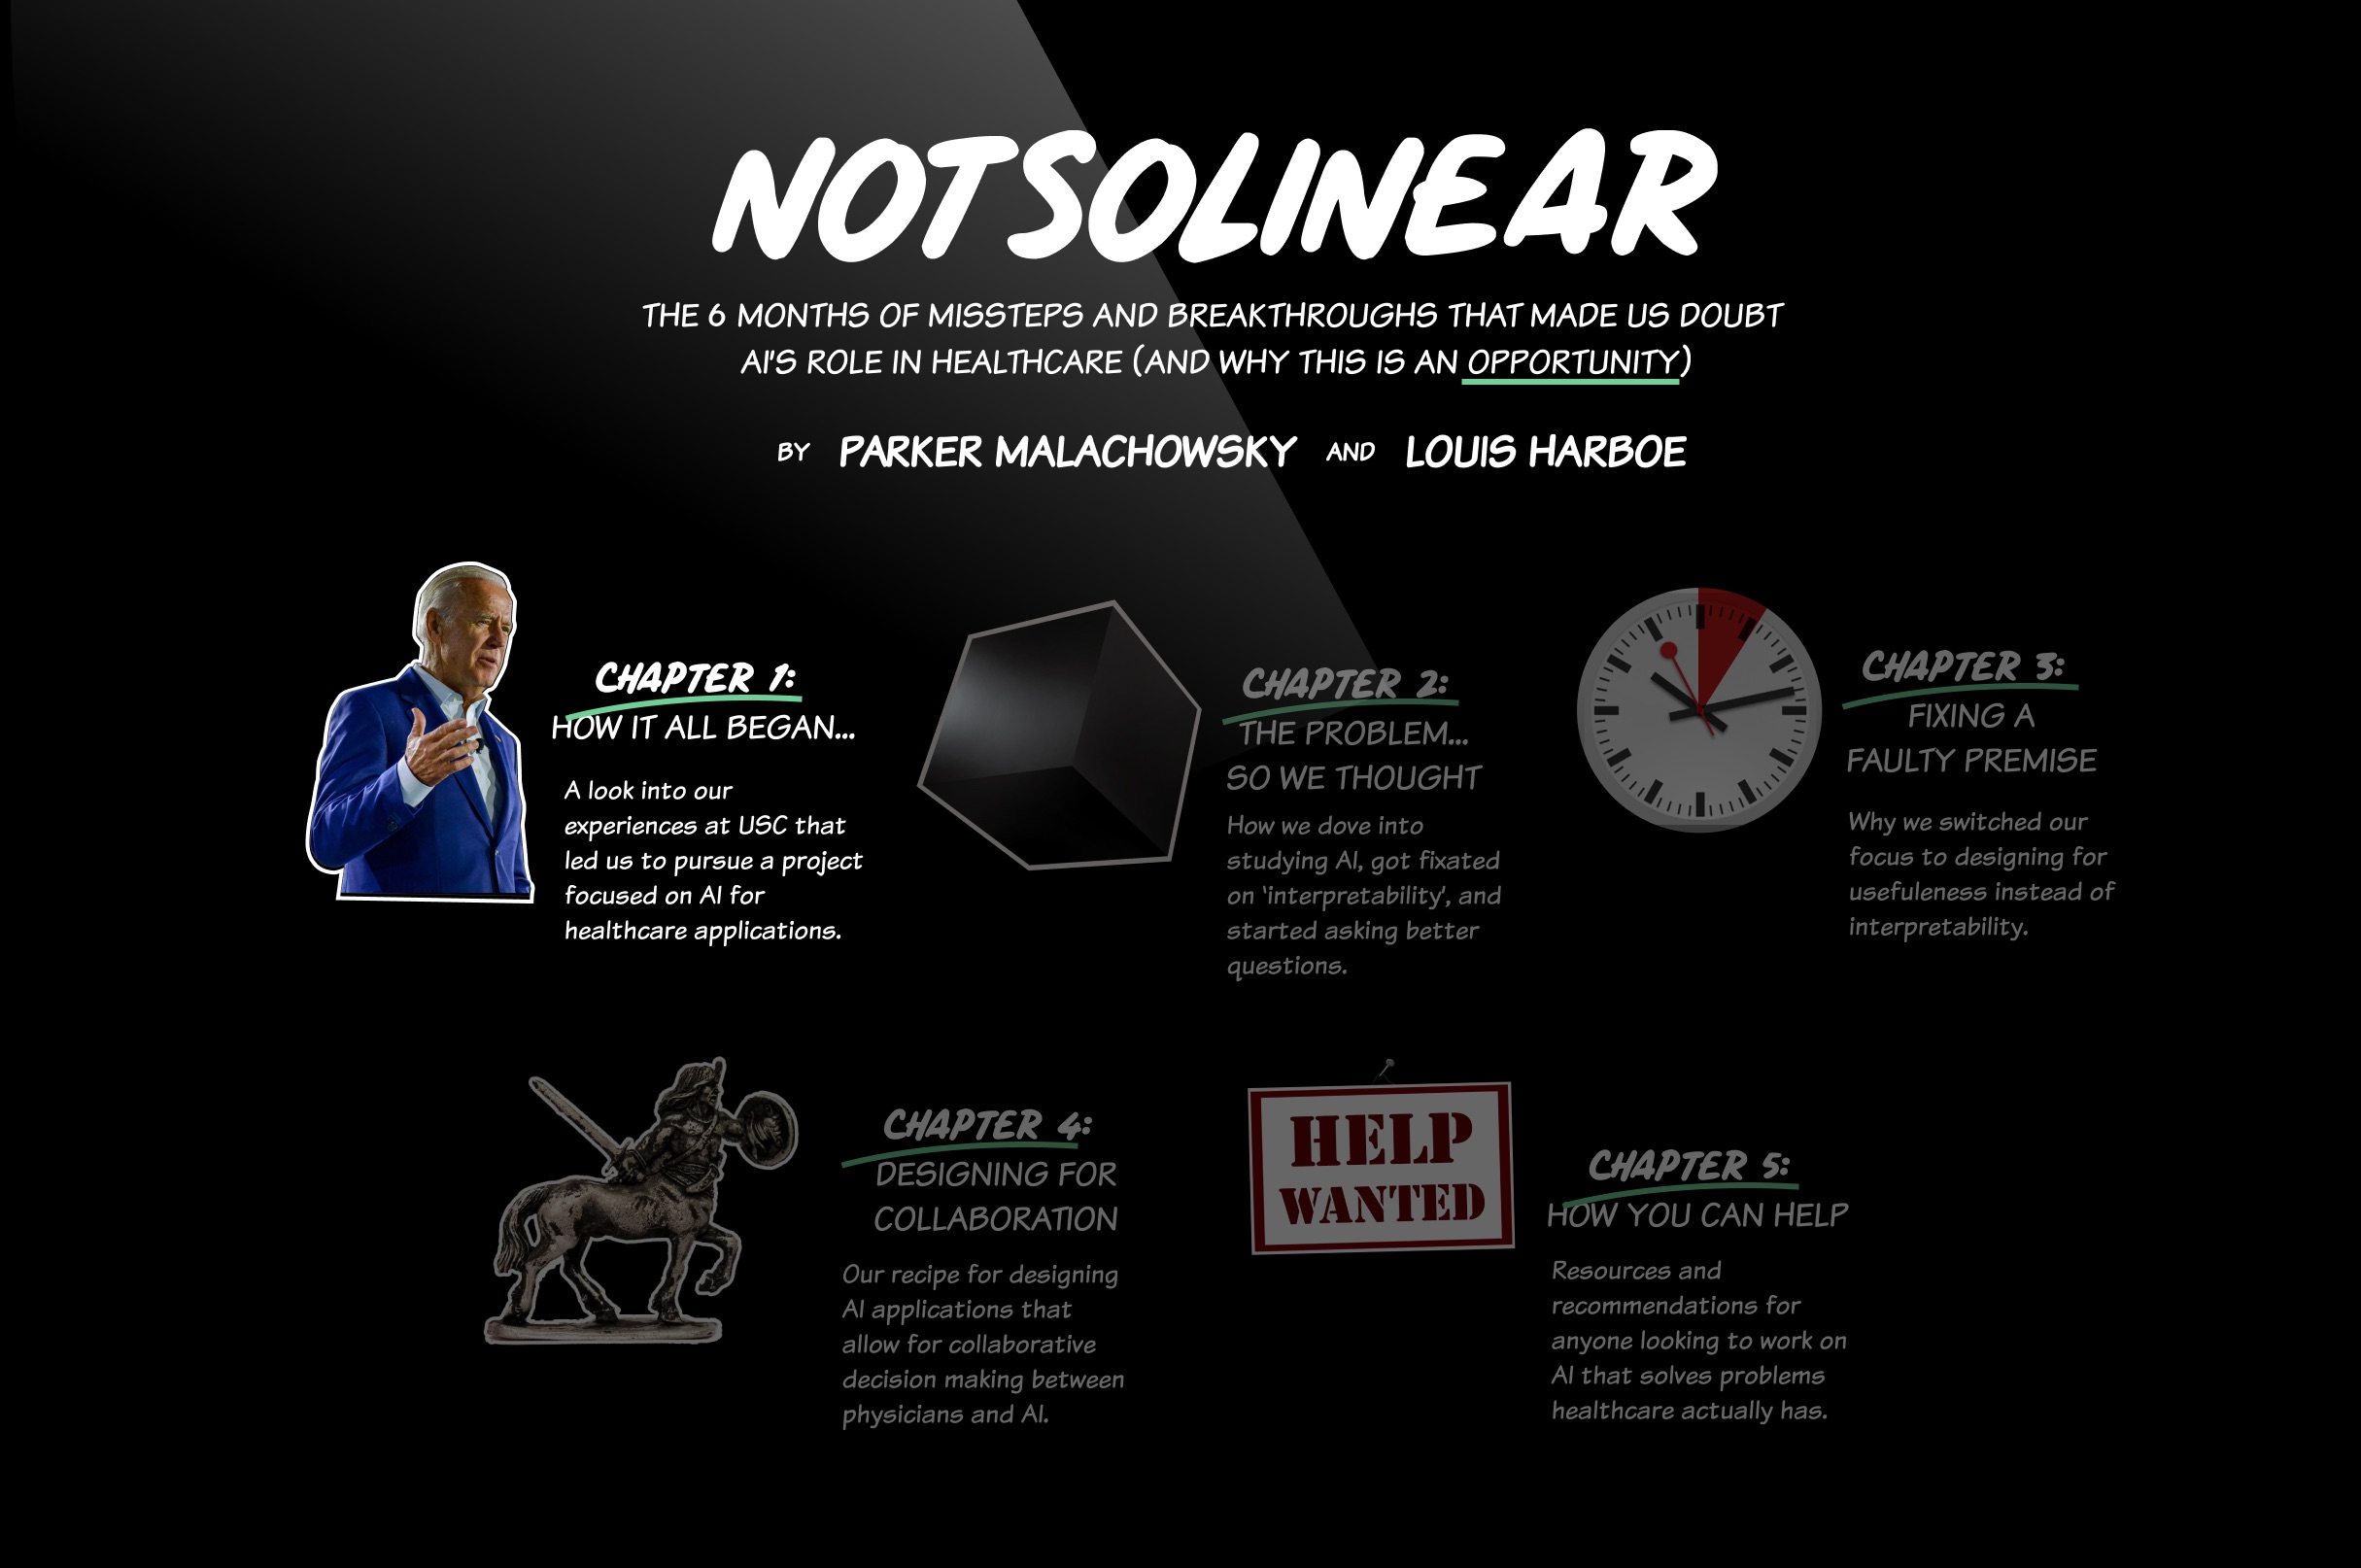 NOTSOLINEAR
THE 6 MONTHS OF MISSTEPS AND BREAKTHROUGHS THAT MADE US DOUBT
AI'S ROLE IN HEALTHCARE (AND WHY THIS IS AN OPPORTUNITY)
BY PARKER MALACHOWSKY AND LOUIS HARBOE
CHAPTER 1:
HOW IT ALL BEGAN...
A look into our
experiences at USC that
led us to pursue a project
focused on AI for
healthcare applications.
CHAPTER 2:
THE PROBLEM...
SO WE THOUGHT
How we dove into
studying AI, got fixated
on 'interpretability', and
started asking better
questions.
CHAPTER 3:
FIXING A
FAULTY PREMISE
Why we switched our
focus to designing for
usefuleness instead of
interpretability.
CHAPTER 4:
DESIGNING FOR
COLLABORATION
Our recipe for designing
AI applications that
allow for collaborative
decision making between
physicians and AI.
HELP
WANTED
CHAPTER 5:
HOW YOU CAN HELP
Resources and
recommendations for
anyone looking to work on
AI that solves problems
healthcare actually has.